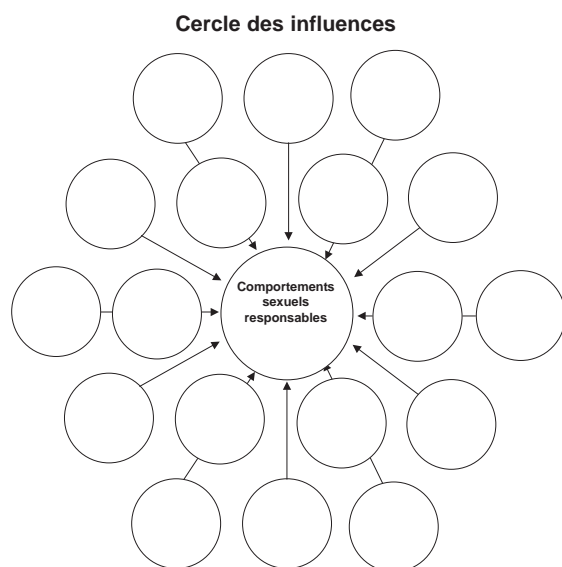 Cercle des influences
Comportements
sexuels
responsables